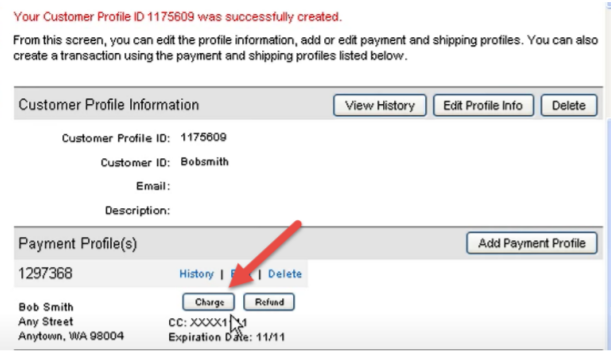 Your Customer Profile ID 1175609 was successfully created.
From this screen, you can edit the profile information, add or edit payment and shipping profiles. You can also
create a transaction using the payment and shipping profiles listed below.
Customer Profile Information View History Edit Profile Info Delete
Customer Profile ID: 1175609
Customer ID: Bobsmith
Email:
Description:
Payment Profile(s) Add Payment Profile
1297368 History | | Delete
Charge Refund
Bob Smith
Any Street CC:
Anytown, WA 98004 Expiration Date: 11/11